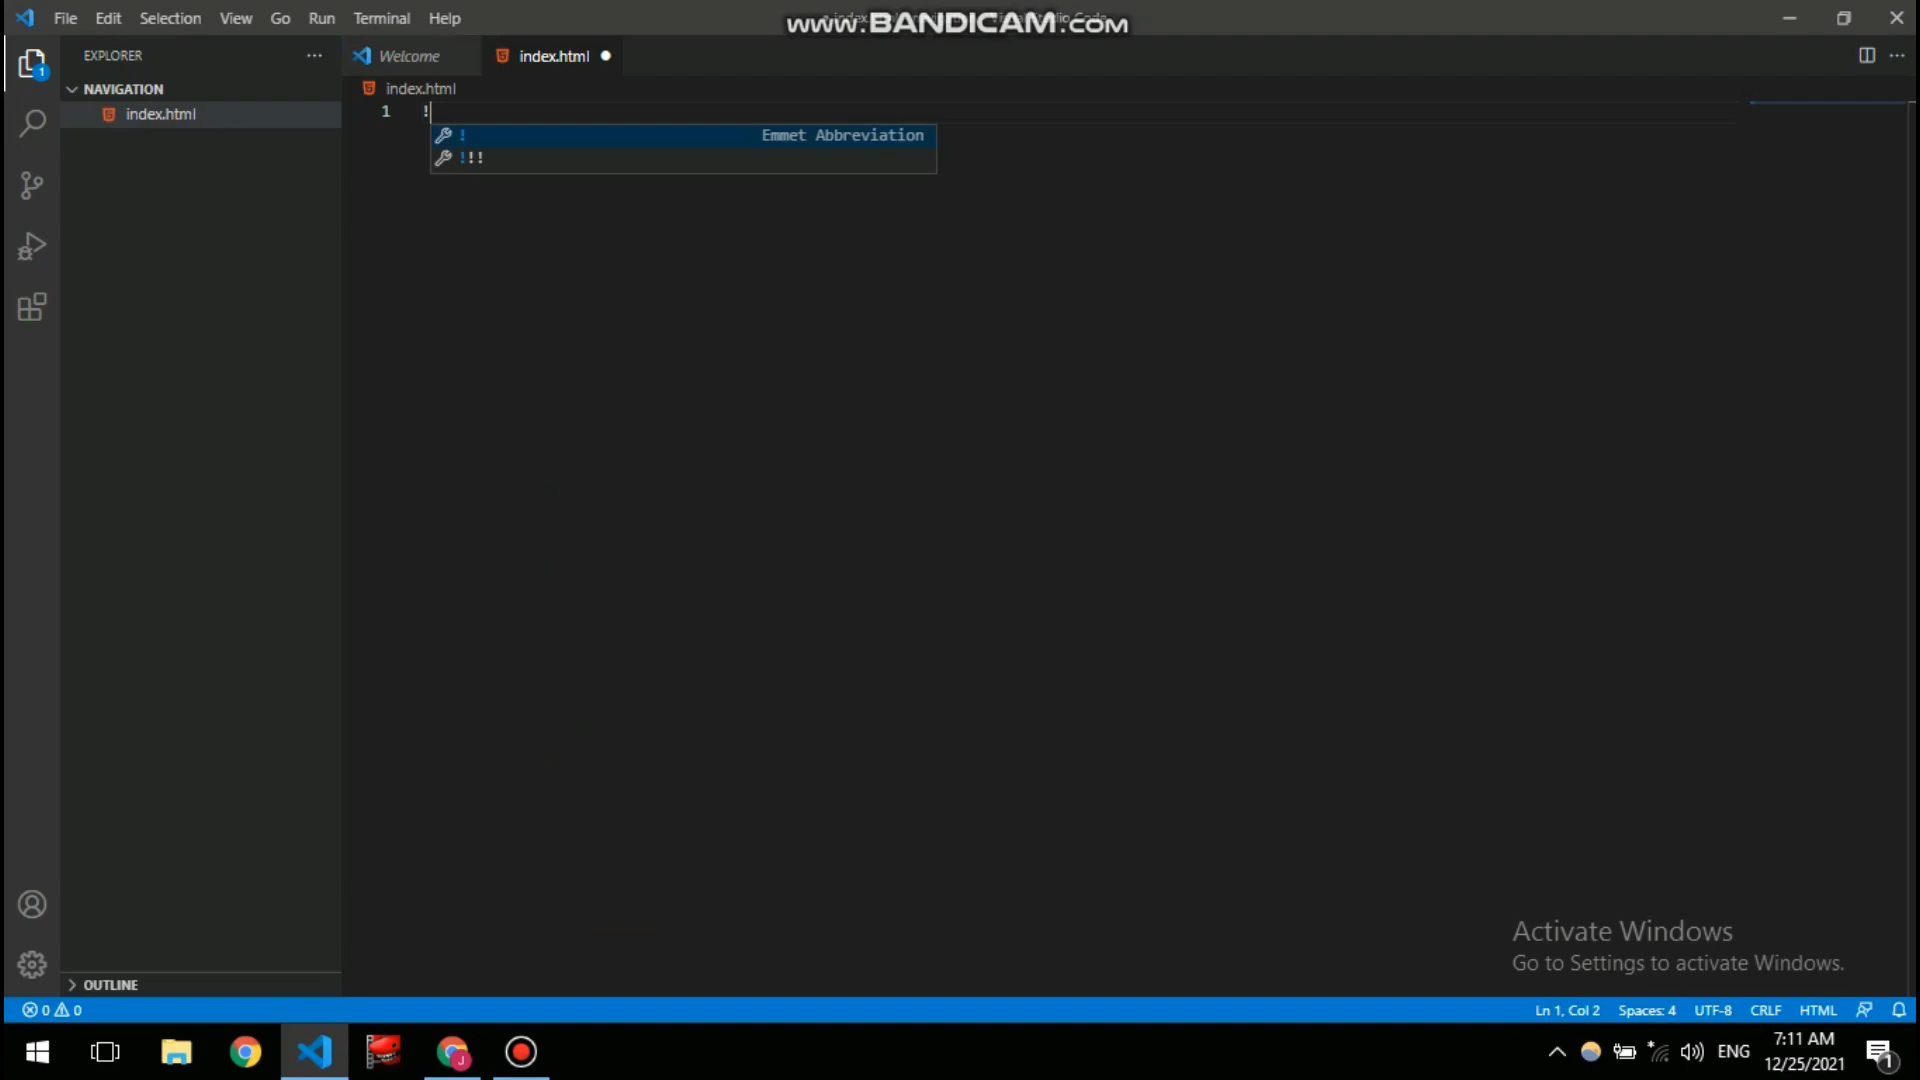 File Edit Selection View Go Run Terminal Help
www.BANDICAM.com
EXPLORER
Welcome
index.html
1
NAVIGATION
index.html
index.html
1 !
! Emmet Abbreviation
!!!
Activate Windows
Go to Settings to activate Windows.
OUTLINE
0 0
Ln 1, Col 2 Spaces: 4 UTF-8 CRLF HTML
J
ENG
7:11 AM
12/25/2021
1